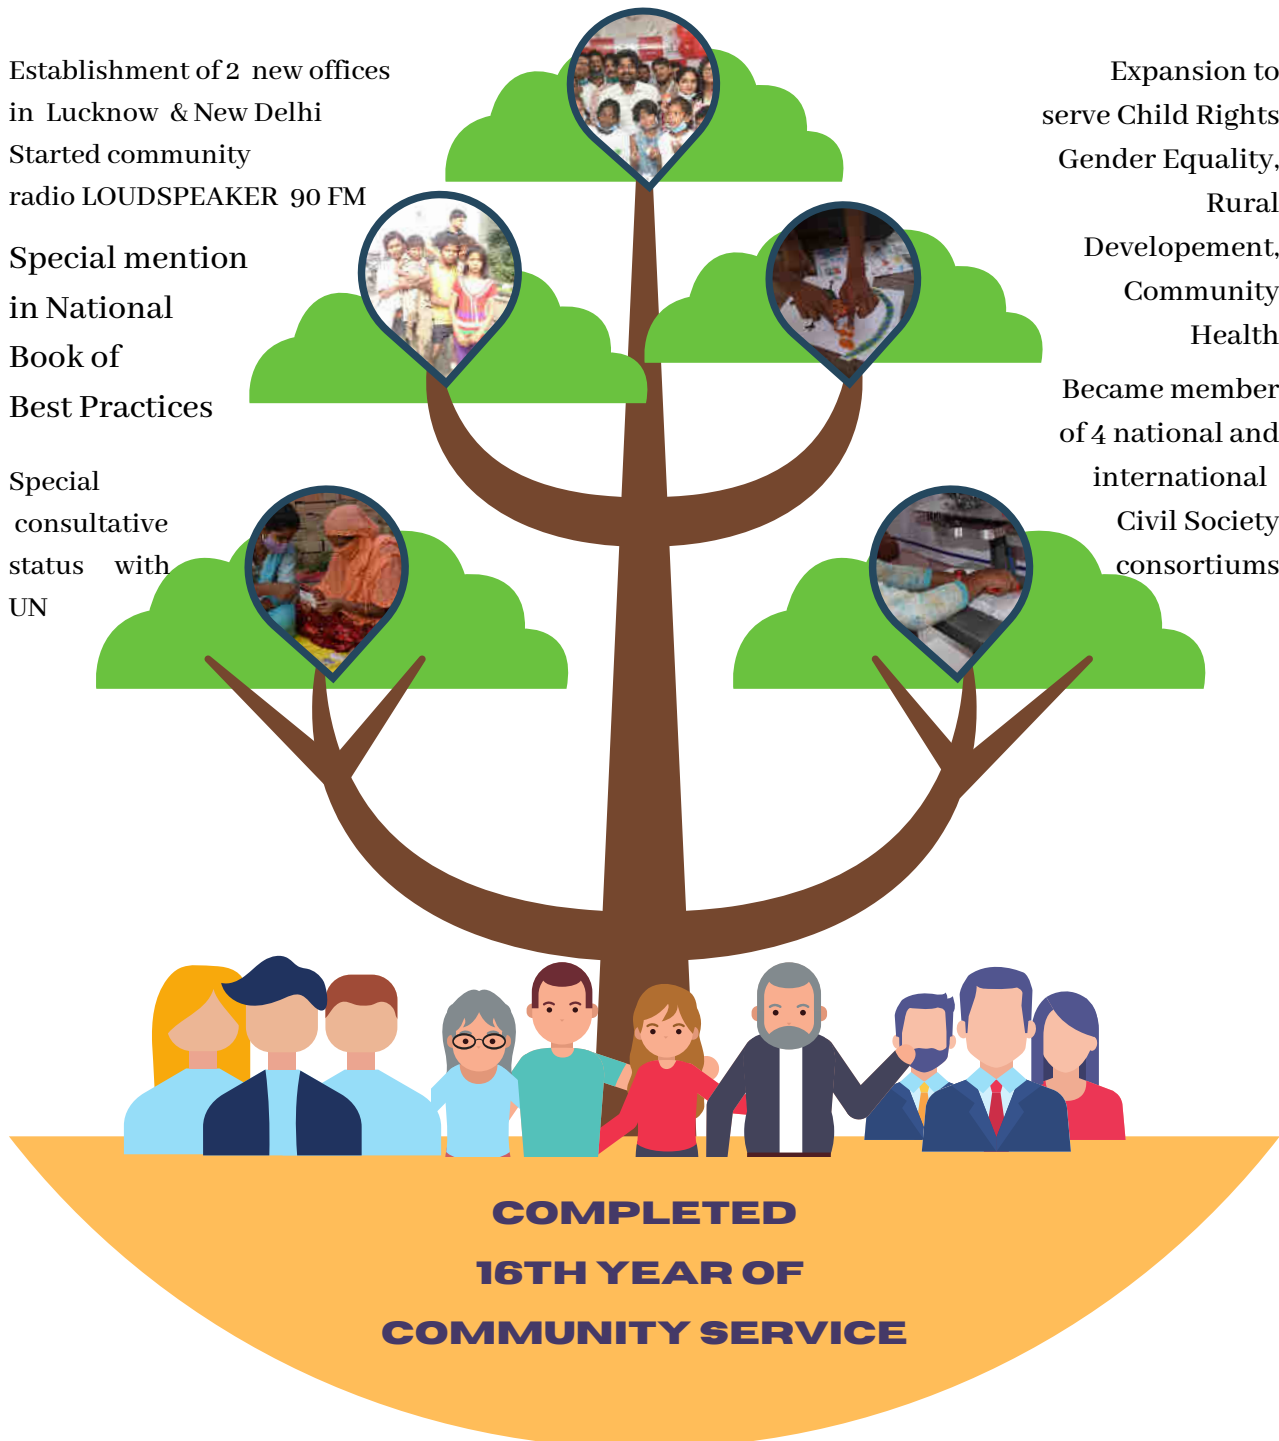 Establishment of 2 new offices
in Lucknow & New Delhi
Started community
radio LOUDSPEAKER 90 FM
Special mention
in National
Book of
Best Practices
Special
consultative
status with
UN
Expansion to
serve Child Rights
Gender Equality,
Rural
Developement,
Community
Health
Became member
of 4 national and
international
Civil Society
consortiums
COMPLETED
16TH YEAR OF
COMMUNITY SERVICE